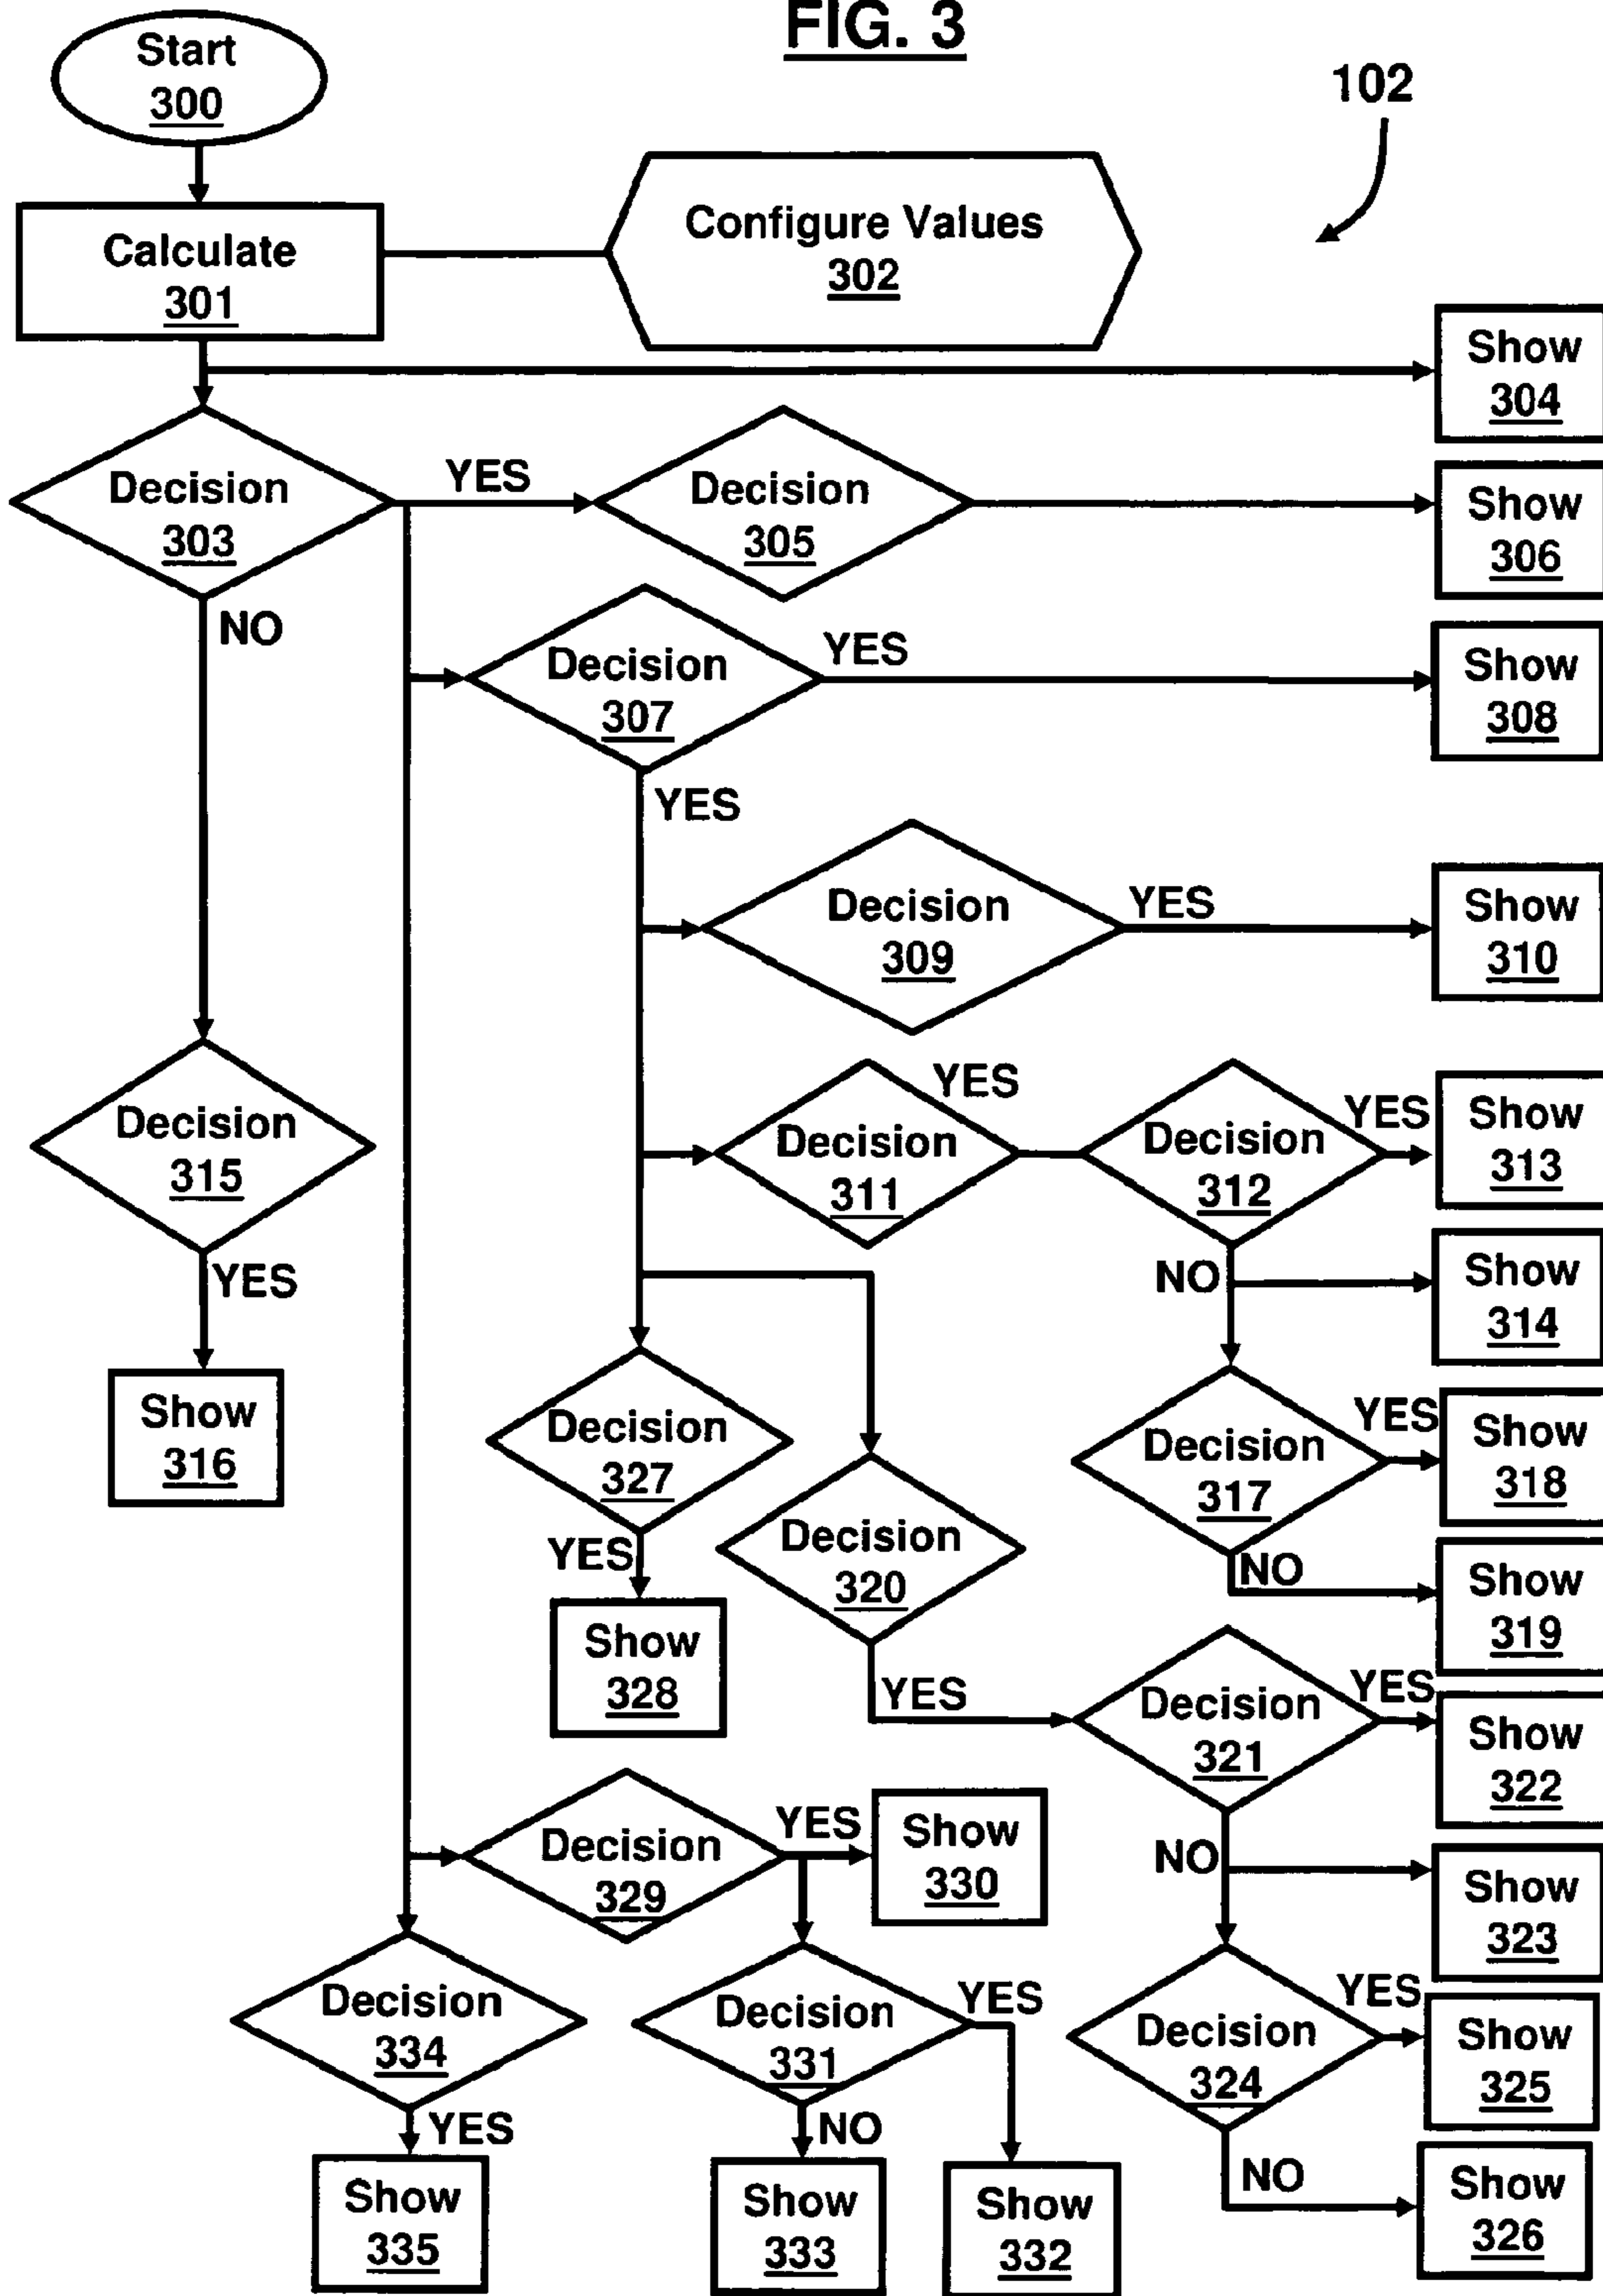 FIG. 3
Start
300
102
Calculate
301
Configure Values
302
Show
304
Decision
303
YES
Decision
305
Show
306
NO
Decision
307
YES
Show
308
YES
Decision
309
YES
Show
310
Decision
311
YES
Decision
312
YES
Show
313
Decision
315
YES
NO
Show
314
Show
316
Decision
327
YES
Decision
317
YES
Show
318
NO
Show
319
Decision
320
YES
Show
328
Decision
321
YES
Show
322
NO
Show
323
Decision
329
YES
Show
330
Decision
334
YES
Decision
331
YES
NO
Decision
324
YES
Show
325
NO
Show
326
Show
335
Show
333
Show
332